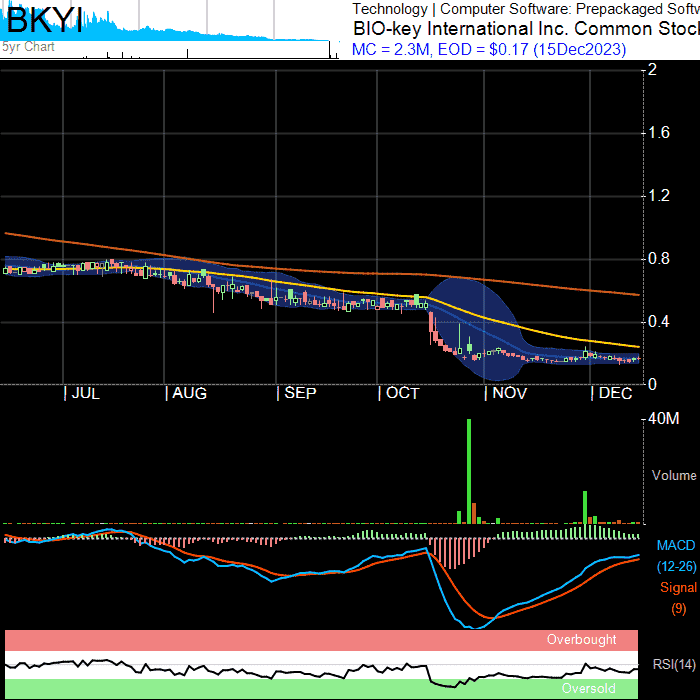 BKYI
5yr Chart
Technology | Computer Software: Prepackaged Softw
BIO-key International Inc. Common Stoc
MC = 2.3M, EOD = $0.17 (15Dec2023)
2
1.6
1.2
0.8
0.4
0
| JUL | AUG | SEP | OCT | NOV | DEC
40M
Volume
MACD
(12-26)
Signal
(9)
Overbought
RSI(14)
Oversold